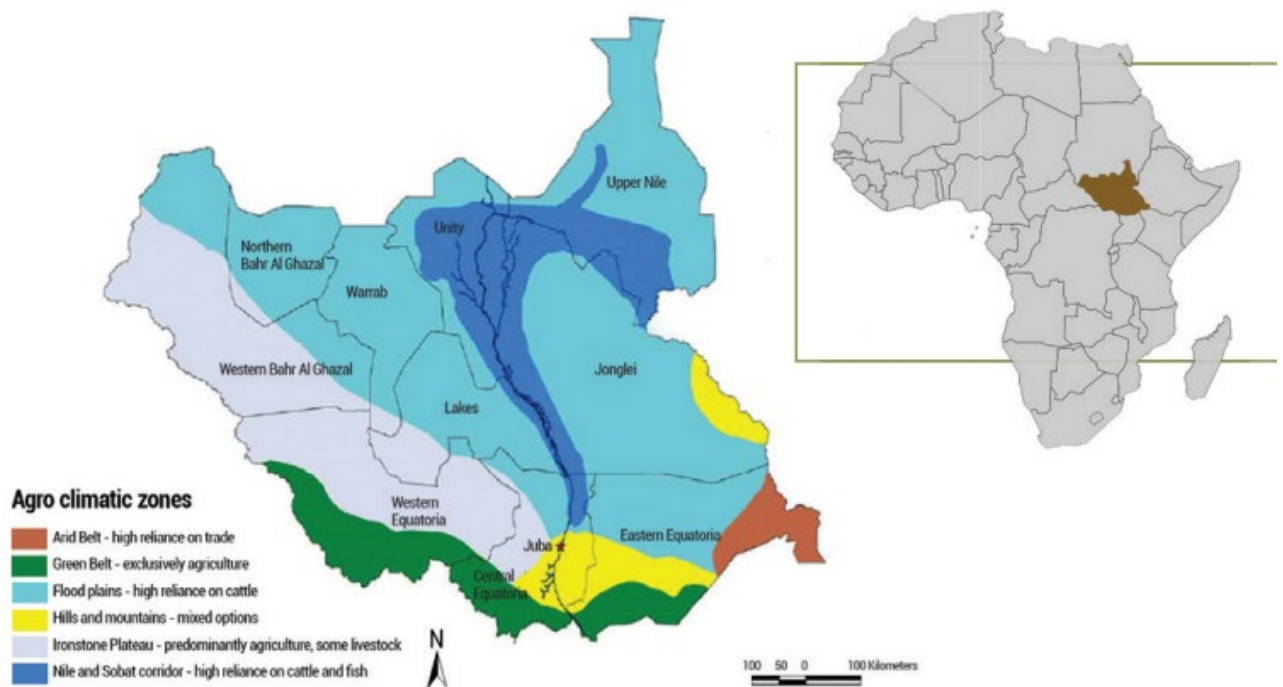 Upper Nile
Unity
Northern
Bahr Al Ghazal
Warrab
Western Bahr Al Ghazal
Jonglei
Lakes
Western
Equatoria
Eastern Equatoria
Juba
Central
Equatoria
Agro climatic zones
Arid Belt - high reliance on trade
Green Belt - exclusively agriculture
Flood plains - high reliance on cattle
Hills and mountains - mixed options
Ironstone Plateau - predominantly agriculture, some livestock
Nile and Sobat corridor - high reliance on cattle and fish
N
100 50 0 100 Kilometers